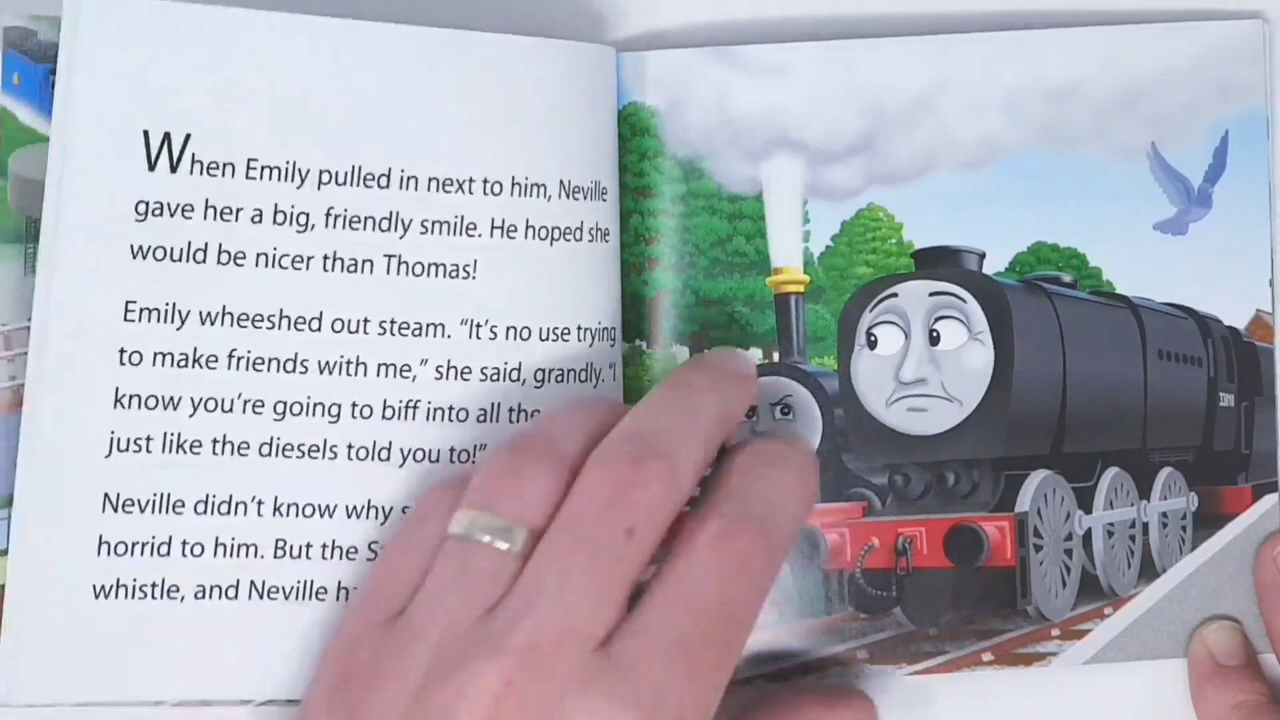 When Emily pulled in next to him, Neville
gave her a big, friendly smile. He hoped she
would be nicer than Thomas!
Emily wheeshed out steam. “It’s no use trying
to make friends with me,” she said, grandly. “I
know you’re going to biff into all the
just like the diesels told you to!”
Neville didn’t know why
horrid to him. But the
whistle, and Neville